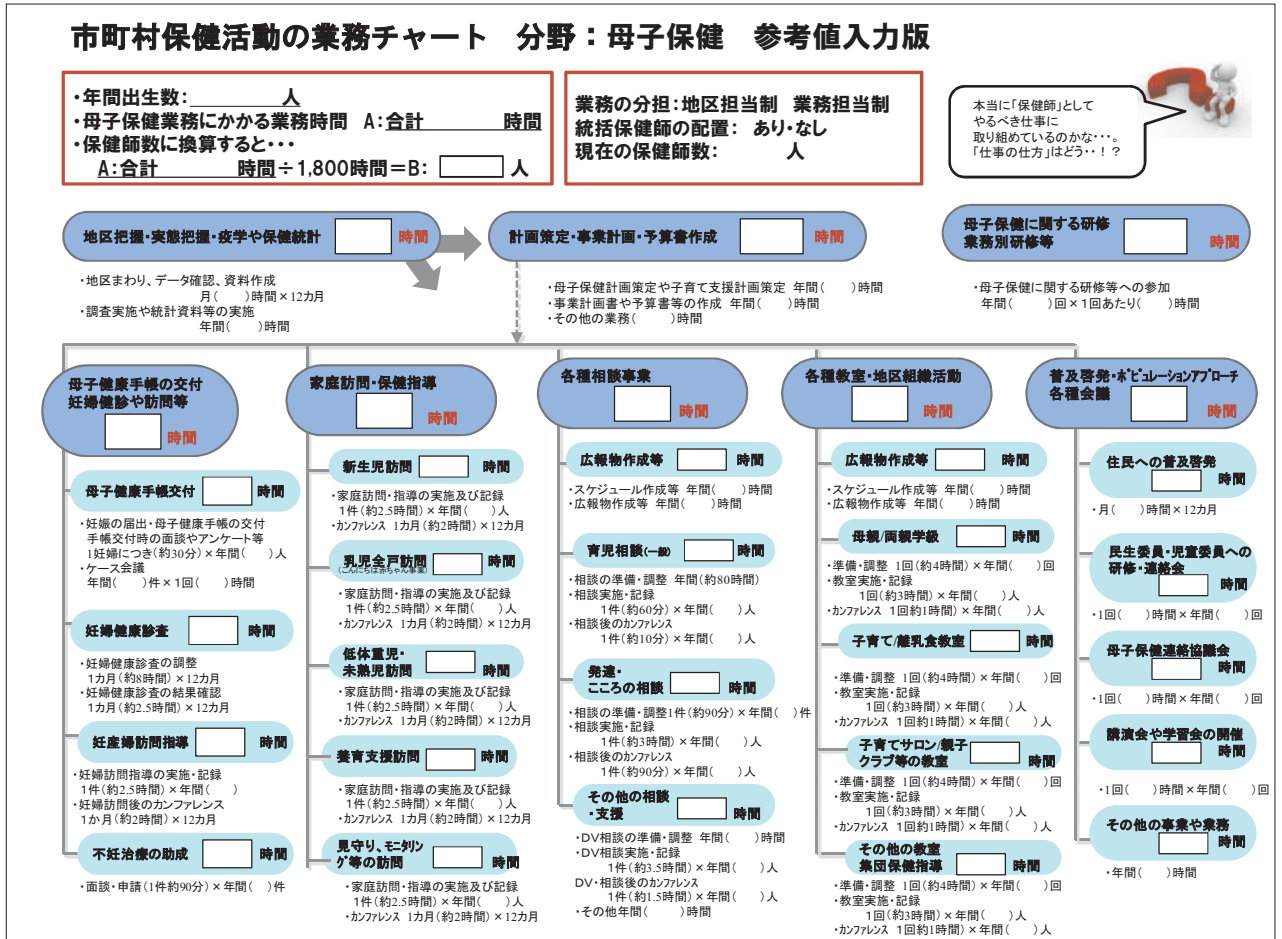 市町村保健活動の業務チャート　分野：母子保健　参考値入力版
・年間出生数：　　　　人
・母子保健業務にかかる業務時間　A：合計　　　　時間
・保健師数に換算すると・・・
A：合計　　　　時間÷1,800時間＝B：　　　人
業務の分担：地区担当制　業務担当制
統括保健師の配置：　あり・なし
現在の保健師数：　　　　人
本当に「保健師」として
やるべき仕事に
取り組めているのかな・・・。
「仕事の仕方」はどう・・！？
地区把握・実態把握・疫学や保健統計　　　時間
・地区まわり、データ確認、資料作成
月（　　）時間×12カ月
・調査実施や統計資料等の実施
年間（　　）時間
計画策定・事業計画・予算書作成　　　時間
・母子保健計画策定や子育て支援計画策定　年間（　　）時間
・事業計画書や予算書等の作成　年間（　　）時間
・その他の業務（　　）時間
母子保健に関する研修
業務別研修等　　　時間
・母子保健に関する研修等への参加
年間（　　）回×1回あたり（　　）時間
母子健康手帳の交付
妊婦健診や訪問等
時間
母子健康手帳交付　　　時間
・妊娠の届出・母子健康手帳の交付
手帳交付時の面談やアンケート等
1妊婦につき（約30分）×年間（　　）人
・ケース会議
年間（　　）件×1回（　　）時間
妊婦健康診査　　　時間
・妊婦健康診査の調整
1カ月（約8時間）×12カ月
・妊婦健康診査の結果確認
1カ月（約2.5時間）×12カ月
妊産婦訪問指導　　　時間
・妊婦訪問指導の実施・記録
1件（約2.5時間）×年間（　　）
・妊婦訪問後のカンファレンス
1か月（約2時間）×12カ月
不妊治療の助成　　　時間
・面談・申請（1件約90分）×年間（　　）件
家庭訪問・保健指導
時間
新生児訪問　　　時間
・家庭訪問・指導の実施及び記録
1件（約2.5時間）×年間（　　）人
・カンファレンス　1カ月（約2時間）×12カ月
乳児全戸訪問　　　時間
（こんにちは赤ちゃん事業）
・家庭訪問・指導の実施及び記録
1件（約2.5時間）×年間（　　）人
・カンファレンス　1カ月（約2時間）×12カ月
低体重児・
未熟児訪問　　　時間
・家庭訪問・指導の実施及び記録
1件（約2.5時間）×年間（　　）人
・カンファレンス　1カ月（約2時間）×12カ月
養育支援訪問　　　時間
・家庭訪問・指導の実施及び記録
1件（約2.5時間）×年間（　　）人
・カンファレンス　1カ月（約2時間）×12カ月
見守り、モニタリン
グ等の訪問　　　時間
・家庭訪問・指導の実施及び記録
1件（約2.5時間）×年間（　　）人
・カンファレンス　1カ月（約2時間）×12カ月
各種相談事業
時間
広報物作成等　　　時間
・スケジュール作成等　年間（　　）時間
・広報物作成等　年間（　　）時間
育児相談（一般）　　　時間
・相談の準備・調整　年間（約80時間）
・相談実施・記録
1件（約60分）×年間（　　）人
・相談後のカンファレンス
1件（約10分）×年間（　　）人
発達・
こころの相談　　　時間
・相談の準備・調整1件（約90分）×年間（　　）件
・相談実施・記録
1件（約3時間）×年間（　　）人
・相談後のカンファレンス
1件（約90分）×年間（　　）人
その他の相談
・支援　　　時間
・DV相談の準備・調整　年間（　　）時間
・DV相談実施・記録
1件（約3.5時間）×年間（　　）人
DV・相談後のカンファレンス
1件（約1.5時間）×年間（　　）人
・その他年間（　　）時間
各種教室・地区組織活動
時間
広報物作成等　　　時間
・スケジュール作成等　年間（　　）時間
・広報物作成等　年間（　　）時間
母親/両親学級　　　時間
・準備・調整　1回（約4時間）×年間（　　）回
・教室実施・記録
1回（約3時間）×年間（　　）人
・カンファレンス　1回約1時間）×年間（　　）回
子育て/離乳食教室　　　時間
・準備・調整　1回（約4時間）×年間（　　）回
・教室実施・記録
1回（約3時間）×年間（　　）人
・カンファレンス　1回約1時間）×年間（　　）回
子育てサロン/親子
クラブ等の教室　　　時間
・準備・調整　1回（約4時間）×年間（　　）回
・教室実施・記録
1回（約3時間）×年間（　　）人
・カンファレンス　1回約1時間）×年間（　　）回
その他の教室
集団保健指導　　　時間
・準備・調整　1回（約4時間）×年間（　　）回
・教室実施・記録
1回（約3時間）×年間（　　）人
・カンファレンス　1回約1時間）×年間（　　）人
普及啓発・ポピュレーションアプローチ
各種会議　　　時間
住民への普及啓発
時間
・月（　　）時間×12カ月
民生委員・児童委員への
研修・連絡会
時間
・1回（　　）時間×年間（　　）回
母子保健連絡協議会
時間
・1回（　　）時間×年間（　　）回
講演会や学習会の開催
時間
・1回（　　）時間×年間（　　）回
その他の事業や業務
時間
・年間（　　）時間